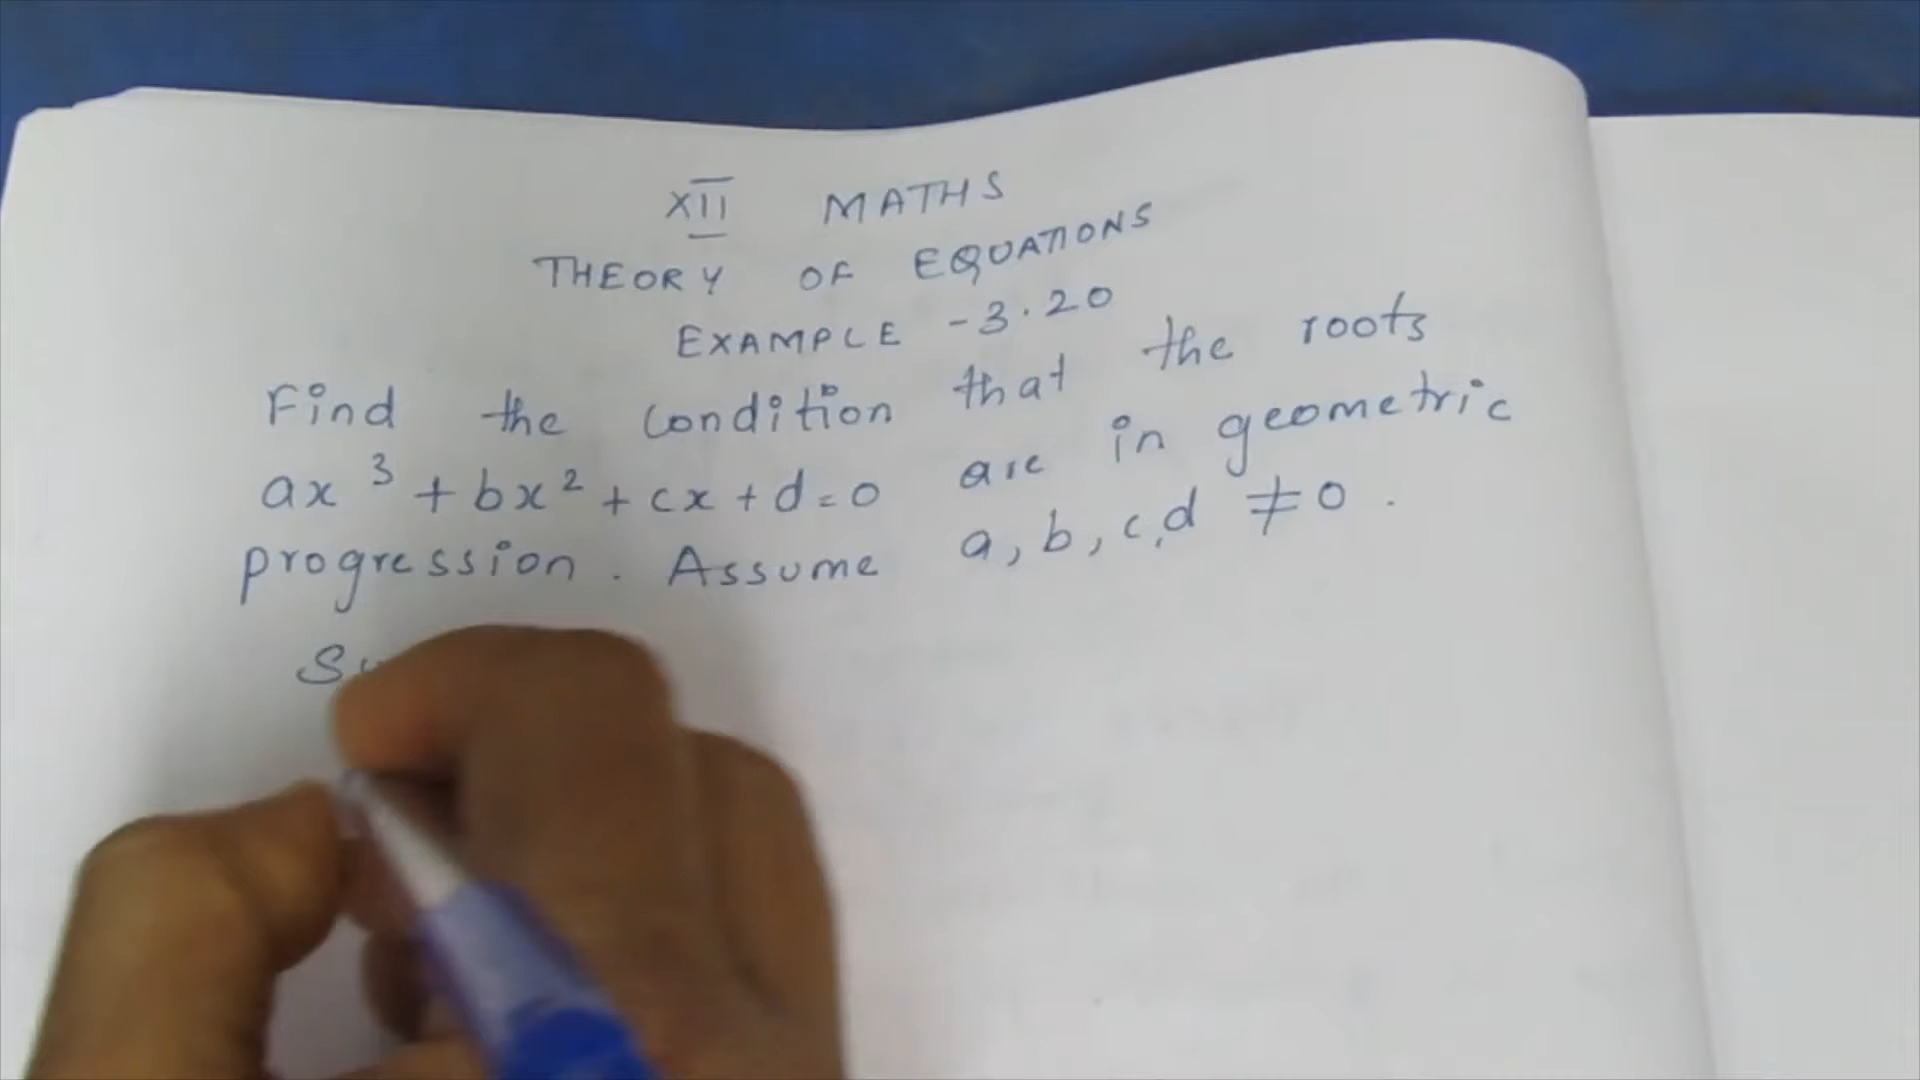 XII MATHS
THEORY OF EQUATIONS
EXAMPLE - 3.20
Find the condition that the roots
ax³ + bx² + cx + d = 0 are in geometric
progression. Assume a, b, c, d ≠ 0.